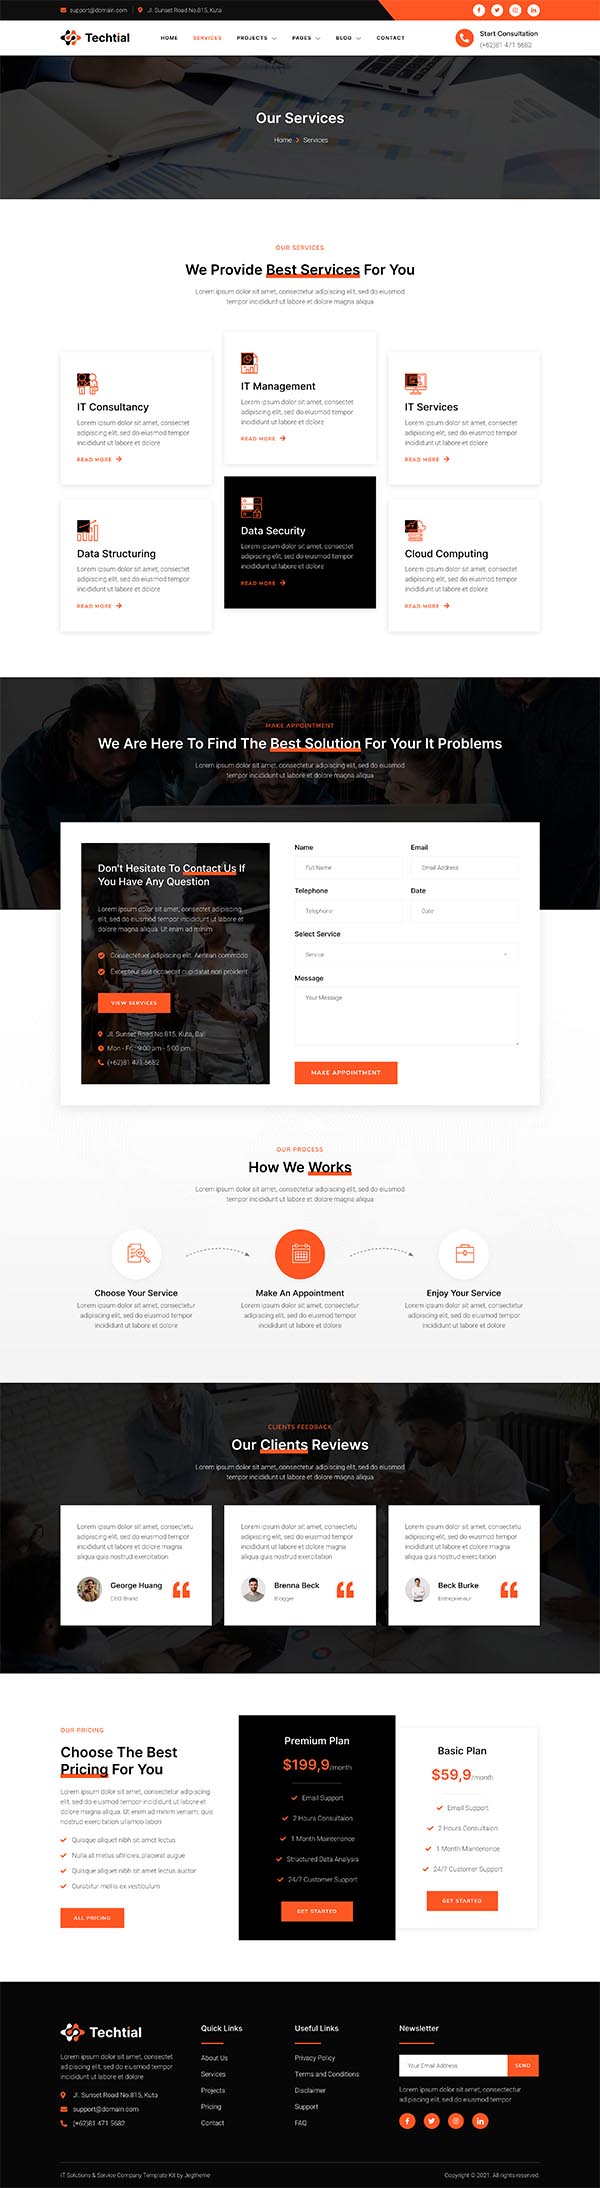 support@domain.com
Jl. Sunset Road No.815, Kuta
Techtial
HOME
SERVICES
PROJECTS
PAGES
BLOG
CONTACT
Start Consultation
(+62)81 471 5682
Our Services
Home
Services
OUR SERVICES
We Provide Best Services For You
Lorem ipsum dolor sit amet, consectetur adipiscing elit, sed do eiusmod
tempor incididunt ut labore et dolore magna aliqua
IT Consultancy
Lorem ipsum dolor sit amet, consectet
adipiscing elit, sed do eiusmod tempor
incididunt ut labore et dolore
READ MORE
IT Management
Lorem ipsum dolor sit amet, consectet
adipiscing elit, sed do eiusmod tempor
incididunt ut labore et dolore
READ MORE
IT Services
Lorem ipsum dolor sit amet, consectet
adipiscing elit, sed do eiusmod tempor
incididunt ut labore et dolore
READ MORE
Data Structuring
Lorem ipsum dolor sit amet, consectet
adipiscing elit, sed do eiusmod tempor
incididunt ut labore et dolore
READ MORE
Data Security
Lorem ipsum dolor sit amet, consectet
adipiscing elit, sed do eiusmod tempor
incididunt ut labore et dolore
READ MORE
Cloud Computing
Lorem ipsum dolor sit amet, consectet
adipiscing elit, sed do eiusmod tempor
incididunt ut labore et dolore
READ MORE
MAKE APPOINTMENT
We Are Here To Find The Best Solution For Your It Problems
Lorem ipsum dolor sit amet, consectetur adipiscing elit, sed do eiusmod
tempor incididunt ut labore et dolore magna aliqua
Don't Hesitate To Contact Us If
You Have Any Question
Lorem ipsum dolor sit amet, consectetur adipiscing
elit, sed do eiusmod tempor incididunt ut labore et
dolore magna aliqua. Ut enim ad minim
Consectetuer adipiscing elit. Aenean commodo
Excepteur sint occaecat cupidatat non proident
VIEW SERVICES
Jl. Sunset Road No.815, Kuta, Bali
Mon - Fri : 9:00 am - 5:00 pm
(+62)81 471 5682
Name
Full Name
Email
Email Address
Telephone
Telephone
Date
Date
Select Service
Service
Message
Your Message
MAKE APPOINTMENT
OUR PROCESS
How We Works
Lorem ipsum dolor sit amet, consectetur adipiscing elit, sed do eiusmod
tempor incididunt ut labore et dolore magna aliqua
Choose Your Service
Lorem ipsum dolor sit amet, consectet
adipiscing elit, sed do eiusmod tempor
incididunt ut labore et dolore
Make An Appointment
Lorem ipsum dolor sit amet, consectet
adipiscing elit, sed do eiusmod tempor
incididunt ut labore et dolore
Enjoy Your Service
Lorem ipsum dolor sit amet, consectet
adipiscing elit, sed do eiusmod tempor
incididunt ut labore et dolore
CLIENTS FEEDBACK
Our Clients Reviews
Lorem ipsum dolor sit amet, consectetur adipiscing elit, sed do eiusmod
tempor incididunt ut labore et dolore magna aliqua
Lorem ipsum dolor sit amet, consectetu
adipiscing elit, sed do eiusmod tempor
incididunt ut labore et dolore magna
aliqua quis nostrud exercitation
George Huang
CEO Brand
Lorem ipsum dolor sit amet, consectetu
adipiscing elit, sed do eiusmod tempor
incididunt ut labore et dolore magna
aliqua quis nostrud exercitation
Brenna Beck
Blogger
Lorem ipsum dolor sit amet, consectetu
adipiscing elit, sed do eiusmod tempor
incididunt ut labore et dolore magna
aliqua quis nostrud exercitation
Beck Burke
Entrepreneur
OUR PRICING
Choose The Best
Pricing For You
Lorem ipsum dolor sit amet, consectetur adipiscing
elit, sed do eiusmod tempor incididunt ut labore et
dolore magna aliqua. Ut enim ad minim veniam, quis
nostrud exercitation ullamco labori
Quisque aliquet nibh sit amet lectus
Nulla at metus ultricies, placerat augue
Quisque aliquet nibh sit amet lectus auctor
Curabitur mollis ex vestibulum
ALL PRICING
Premium Plan
$199,9/month
Email Support
2 Hours Consultaion
1 Month Maintenance
Structured Data Analysis
24/7 Customer Support
GET STARTED
Basic Plan
$59,9/month
Email Support
2 Hours Consultaion
1 Month Maintenance
24/7 Customer Support
GET STARTED
Techtial
Lorem ipsum dolor sit amet, consectetur
adipiscing elit, sed do eiusmod tempor
incididunt ut labore et dolore magna aliqua.
Jl. Sunset Road No.815, Kuta
support@domain.com
(+62)81 471 5682
Quick Links
About Us
Services
Projects
Pricing
Contact
Useful Links
Privacy Policy
Terms and Conditions
Disclaimer
Support
FAQ
Newsletter
Your Email Address
SEND
Lorem ipsum dolor sit amet, consectetur
adipiscing elit, sed do eiusmod tempor
IT Solutions & Service Company Template Kit by Jegtheme
Copyright © 2021. All rights reserved.